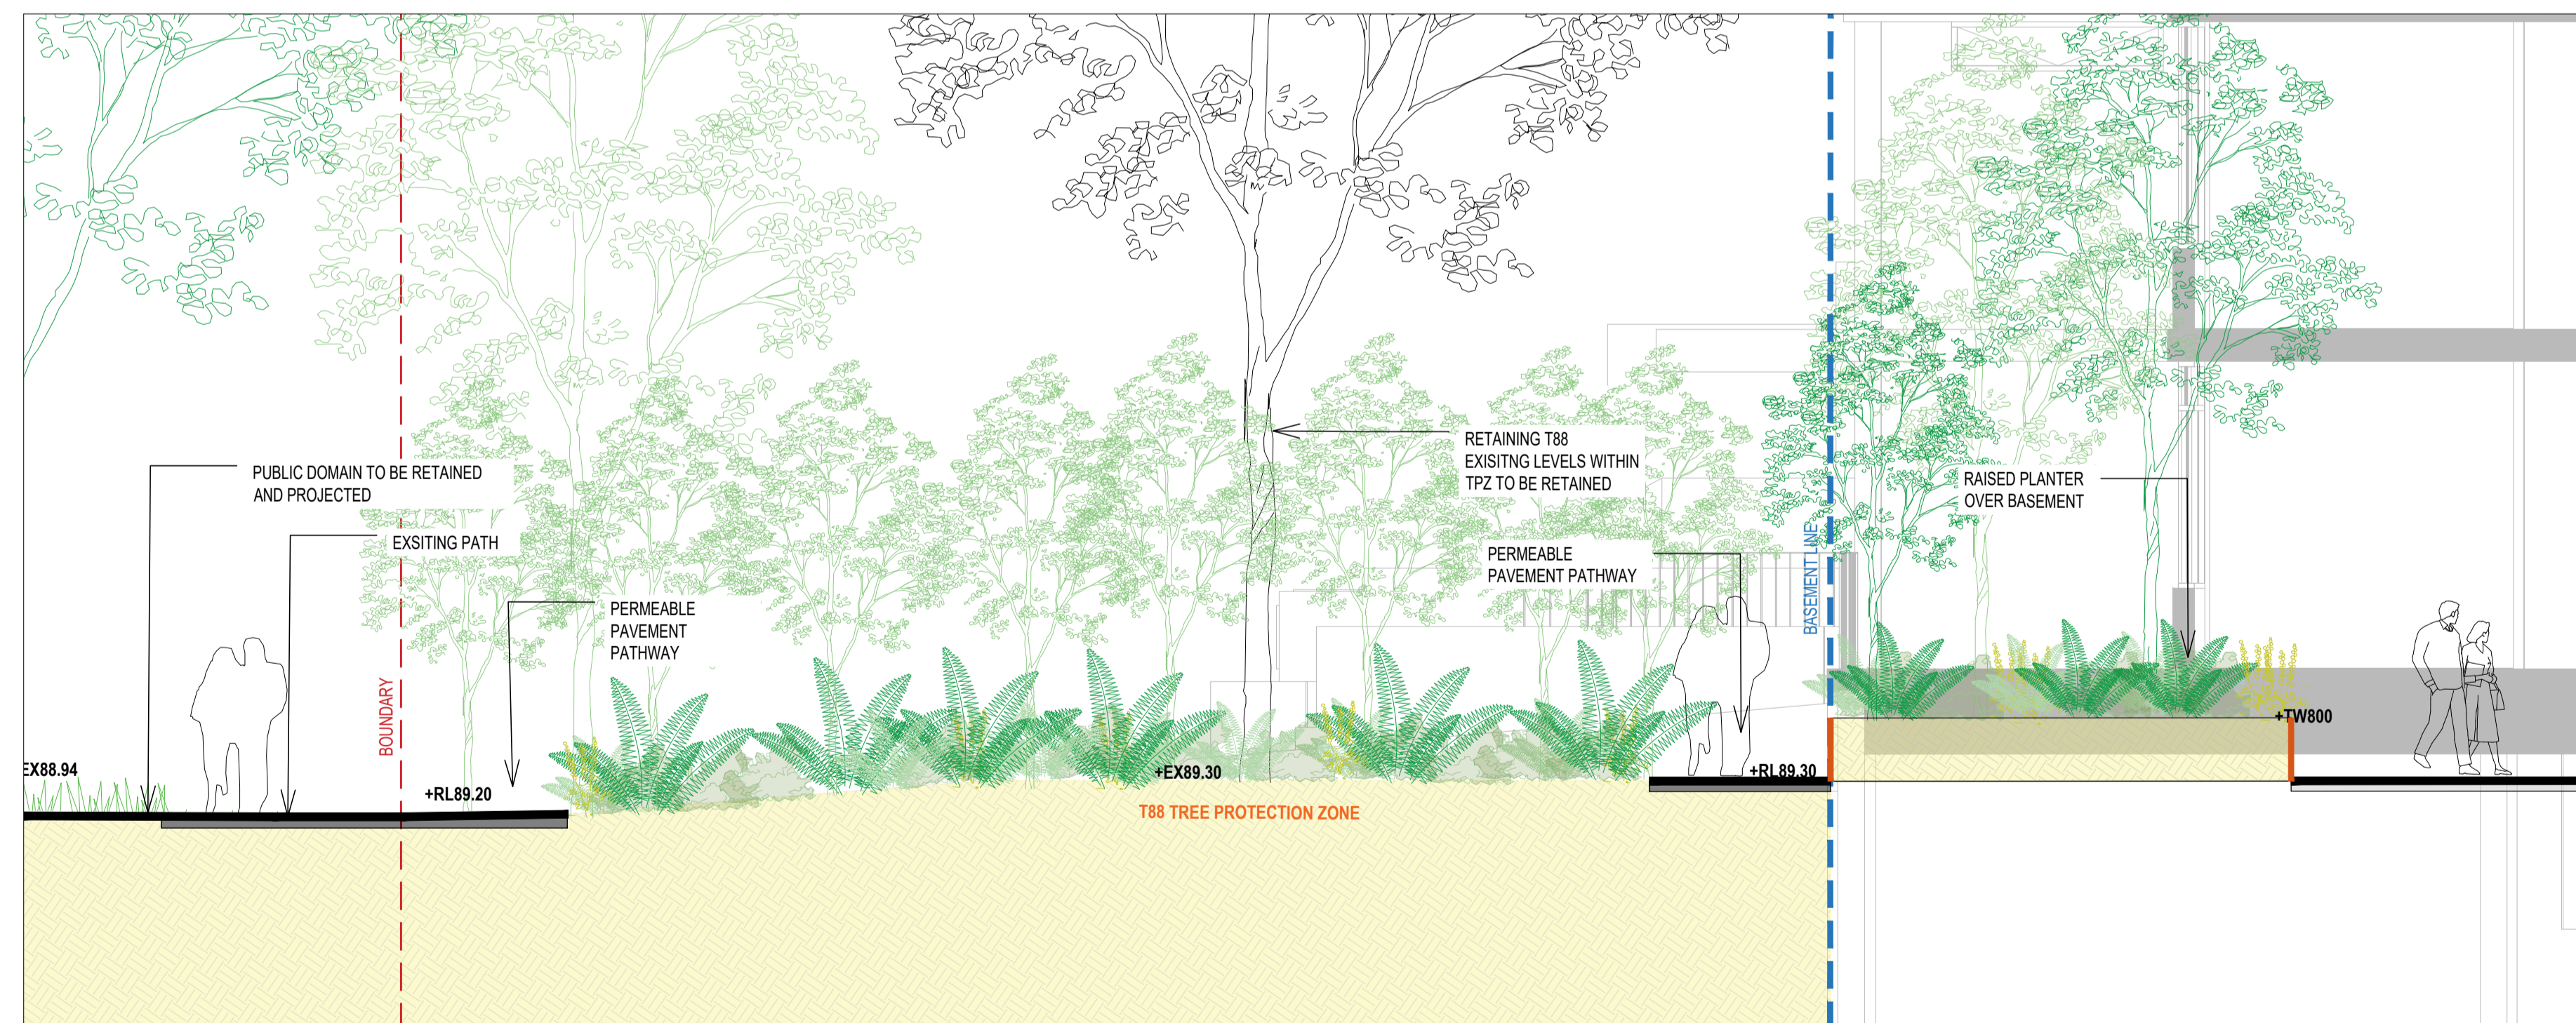 PUBLIC DOMAIN TO BE RETAINED
AND PROJECTED
EXSITING PATH
BOUNDARY
PERMEABLE
PAVEMENT
PATHWAY
EX88.94
+RL89.20
RETAINING T88
EXISITNG LEVELS WITHIN
TPZ TO BE RETAINED
PERMEABLE
PAVEMENT PATHWAY
+EX89.30
T88 TREE PROTECTION ZONE
+RL89.30
BASEMENT LINE
RAISED PLANTER
OVER BASEMENT
+TW800